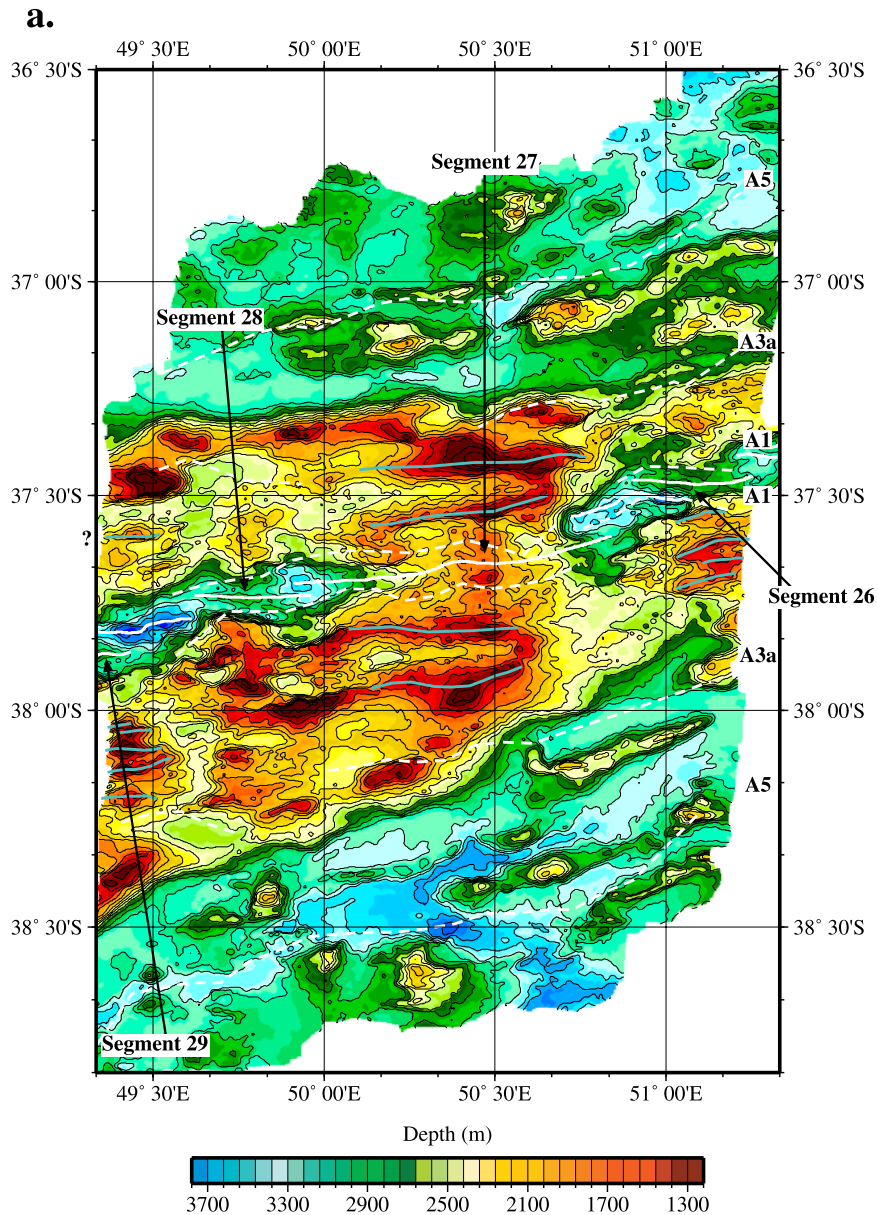 a.
49° 30'E 50° 00'E 50° 30'E 51° 00'E
36° 30'S 36° 30'S
Segment 27
A5
37° 00'S 37° 00'S
Segment 28
A3a
A1
37° 30'S A1 37° 30'S
?
Segment 26
A3a
38° 00'S 38° 00'S
A5
38° 30'S 38° 30'S
Segment 29
49° 30'E 50° 00'E 50° 30'E 51° 00'E
Depth (m)
3700 3300 2900 2500 2100 1700 1300